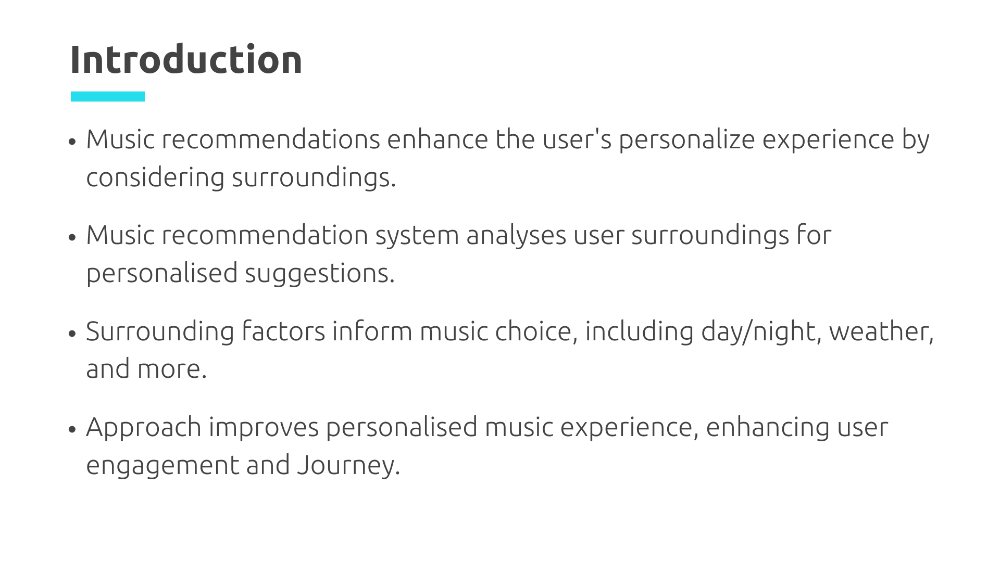 Introduction
• Music recommendations enhance the user's personalize experience by
considering surroundings.
• Music recommendation system analyses user surroundings for
personalised suggestions.
• Surrounding factors inform music choice, including day/night, weather,
and more.
• Approach improves personalised music experience, enhancing user
engagement and Journey.